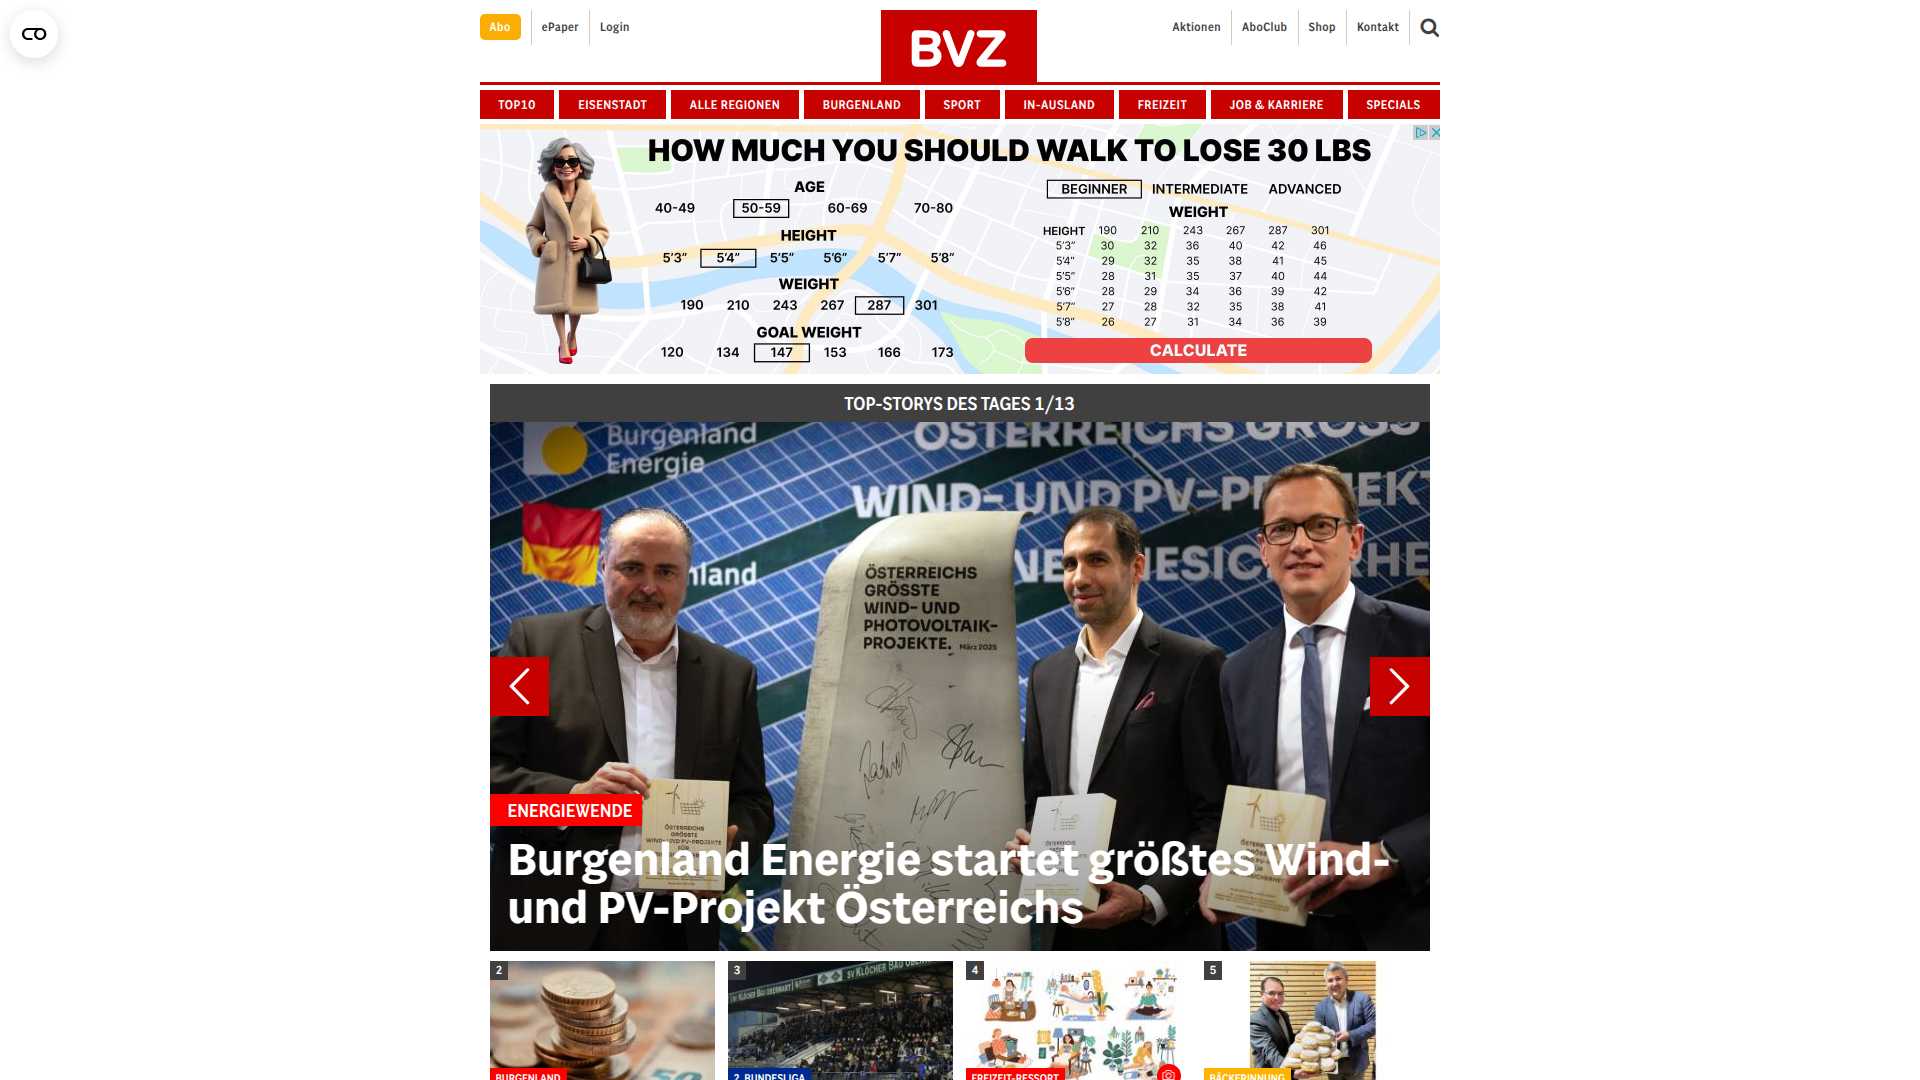 Abo
ePaper
Login
BVZ
Aktionen
AboClub
Shop
Kontakt
TOP10
EISENSTADT
ALLE REGIONEN
BURGENLAND
SPORT
IN-AUSLAND
FREIZEIT
JOB & KARRIERE
SPECIALS
HOW MUCH YOU SHOULD WALK TO LOSE 30 LBS
AGE
40-49 50-59 60-69 70-80
HEIGHT
5'3” 5'4” 5'5” 5'6” 5'7” 5'8”
WEIGHT
190 210 243 267 287 301
GOAL WEIGHT
120 134 147 153 166 173
BEGINNER INTERMEDIATE ADVANCED
WEIGHT
HEIGHT 190 210 243 267 287 301
5'3” 30 32 36 40 42 46
5'4” 29 32 35 38 41 45
5'5” 28 31 35 37 40 44
5'6” 28 29 34 36 39 42
5'7” 27 28 32 35 38 41
5'8” 26 27 31 34 36 39
CALCULATE
TOP-STORYS DES TAGES 1/13
Burgenland
Energie
ÖSTERREICHS GRÖSS
WIND- UND PV-PR
ÖSTERREICHS
GRÖSSTE
WIND- UND
PHOTOVOLTAIK-
PROJEKTE. März 2025
ENERGIEWENDE
Burgenland Energie startet größtes Wind-
und PV-Projekt Österreichs
2
BURGENLAND
3
2. BUNDESLIGA
4
FREIZEIT-RESSORT
5
BÄCKERINNUNG